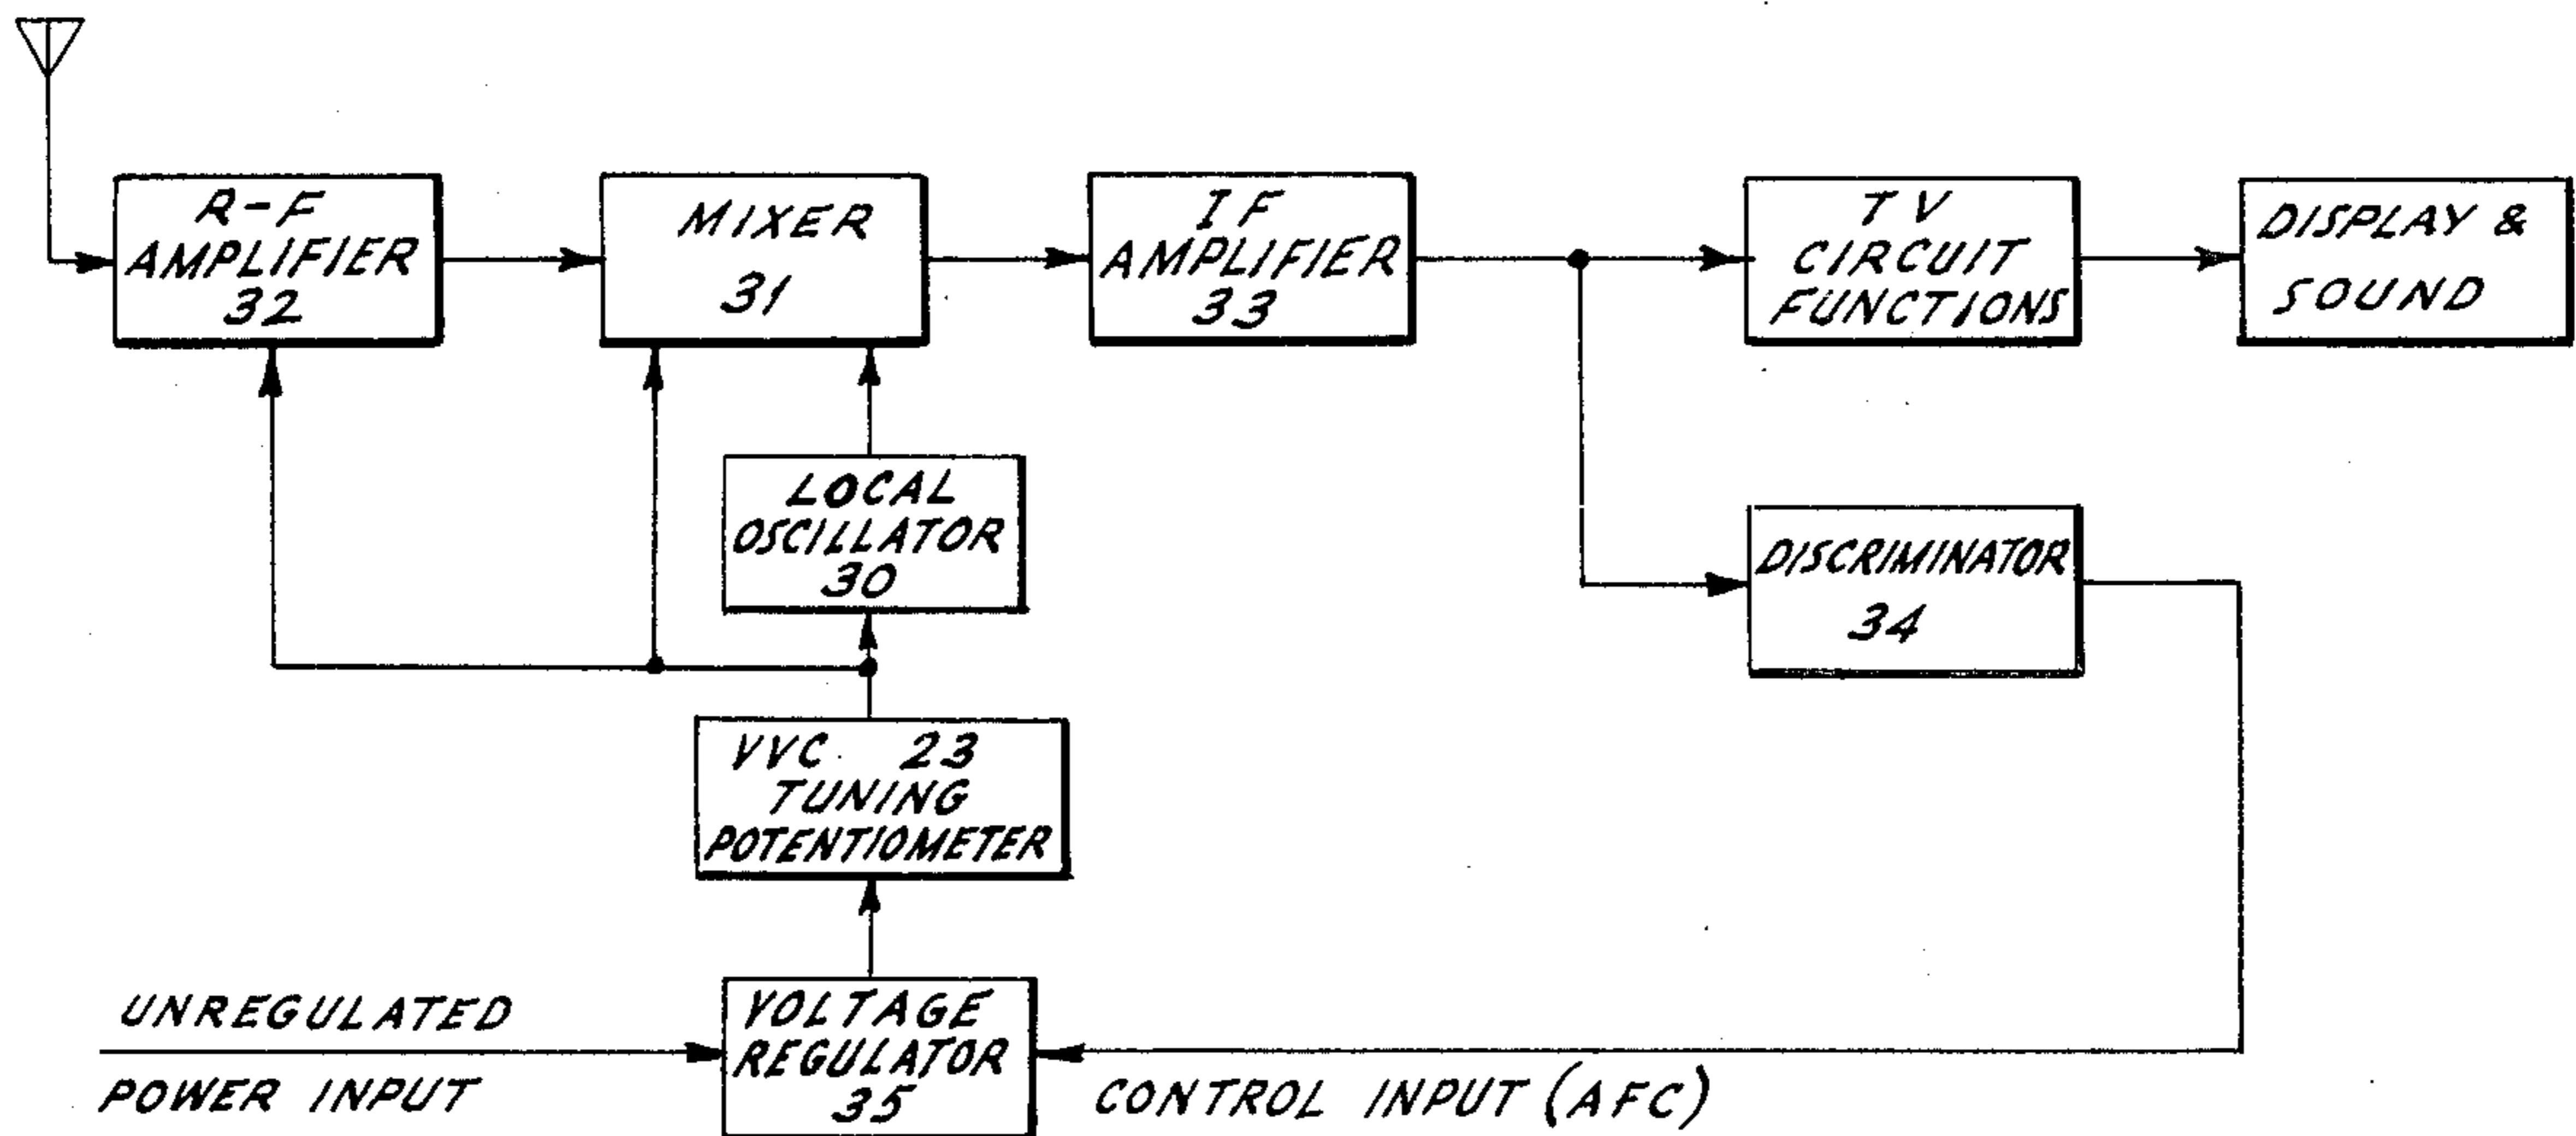 R-F
AMPLIFIER
32
MIXER
31
IF
AMPLIFIER
33
TV
CIRCUIT
FUNCTIONS
DISPLAY &
SOUND
LOCAL
OSCILLATOR
30
DISCRIMINATOR
34
VVC 23
TUNING
POTENTIOMETER
UNREGULATED
POWER INPUT
VOLTAGE
REGULATOR
35
CONTROL INPUT (AFC)